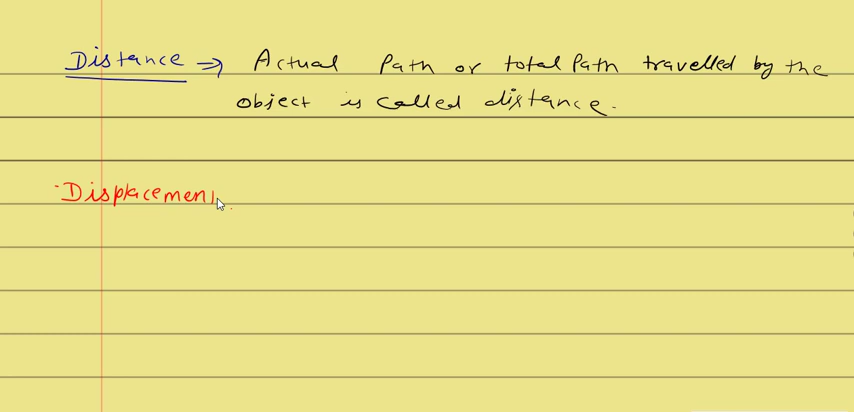 Distance → Actual Path or total Path travelled by the
object is called distance.
Displacement